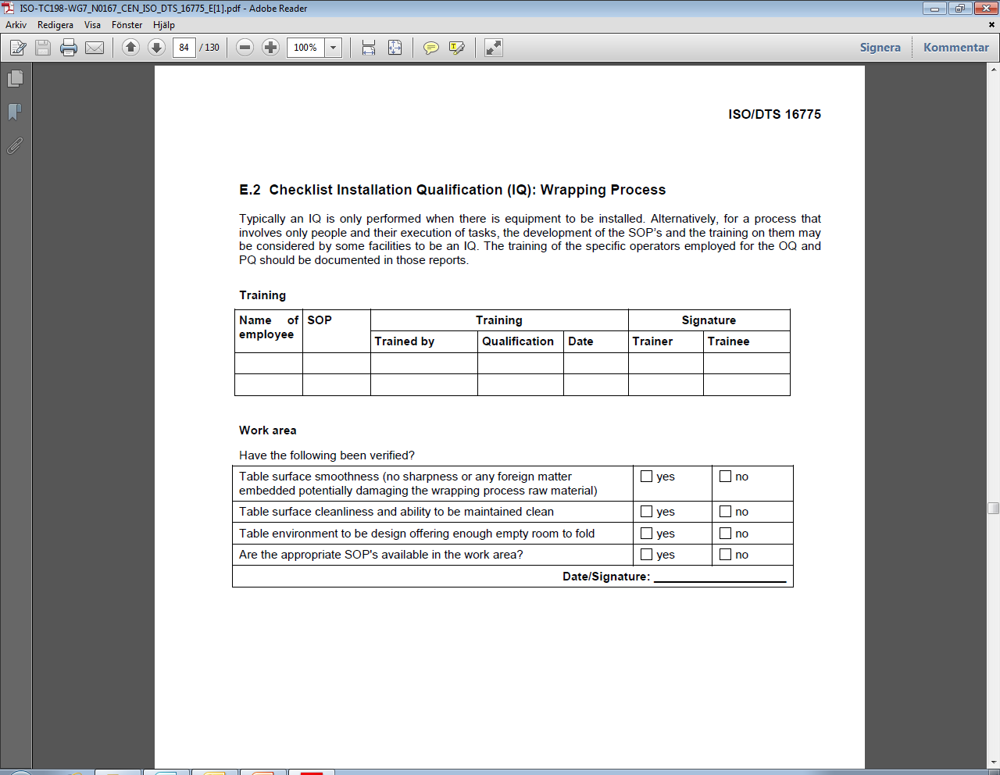 ISO-TC198-WG7_N0167_CEN_ISO_DTS_16775_E[1].pdf - Adobe Reader
Arkiv Redigera Visa Fönster Hjälp
84 / 130 100% Signera Kommentar
ISO/DTS 16775
E.2 Checklist Installation Qualification (IQ): Wrapping Process
Typically an IQ is only performed when there is equipment to be installed. Alternatively, for a process that
involves only people and their execution of tasks, the development of the SOP's and the training on them may
be considered by some facilities to be an IQ. The training of the specific operators employed for the OQ and
PQ should be documented in those reports.
Training
Name of employee SOP Training Signature
Trained by Qualification Date Trainer Trainee
Work area
Have the following been verified?
Table surface smoothness (no sharpness or any foreign matter yes no
embedded potentially damaging the wrapping process raw material)
Table surface cleanliness and ability to be maintained clean yes no
Table environment to be design offering enough empty room to fold yes no
Are the appropriate SOP's available in the work area? yes no
Date/Signature: ____________________